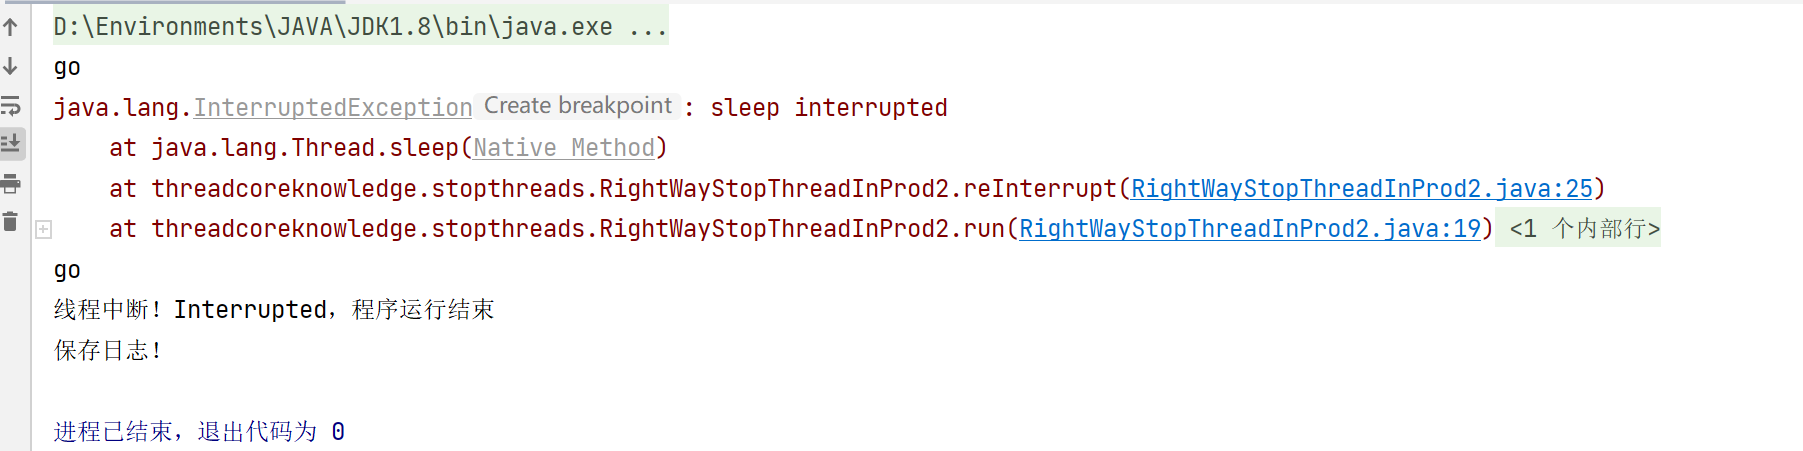 D:\Environments\JAVA\JDK1.8\bin\java.exe ...
go
java.lang.InterruptedException Create breakpoint : sleep interrupted
    at java.lang.Thread.sleep(Native Method)
    at threadcoreknowledge.stopthreads.RightWayStopThreadInProd2.reInterrupt(RightWayStopThreadInProd2.java:25)
    at threadcoreknowledge.stopthreads.RightWayStopThreadInProd2.run(RightWayStopThreadInProd2.java:19) <1 个内部行>
go
线程中断！Interrupted，程序运行结束
保存日志！
进程已结束，退出代码为 0